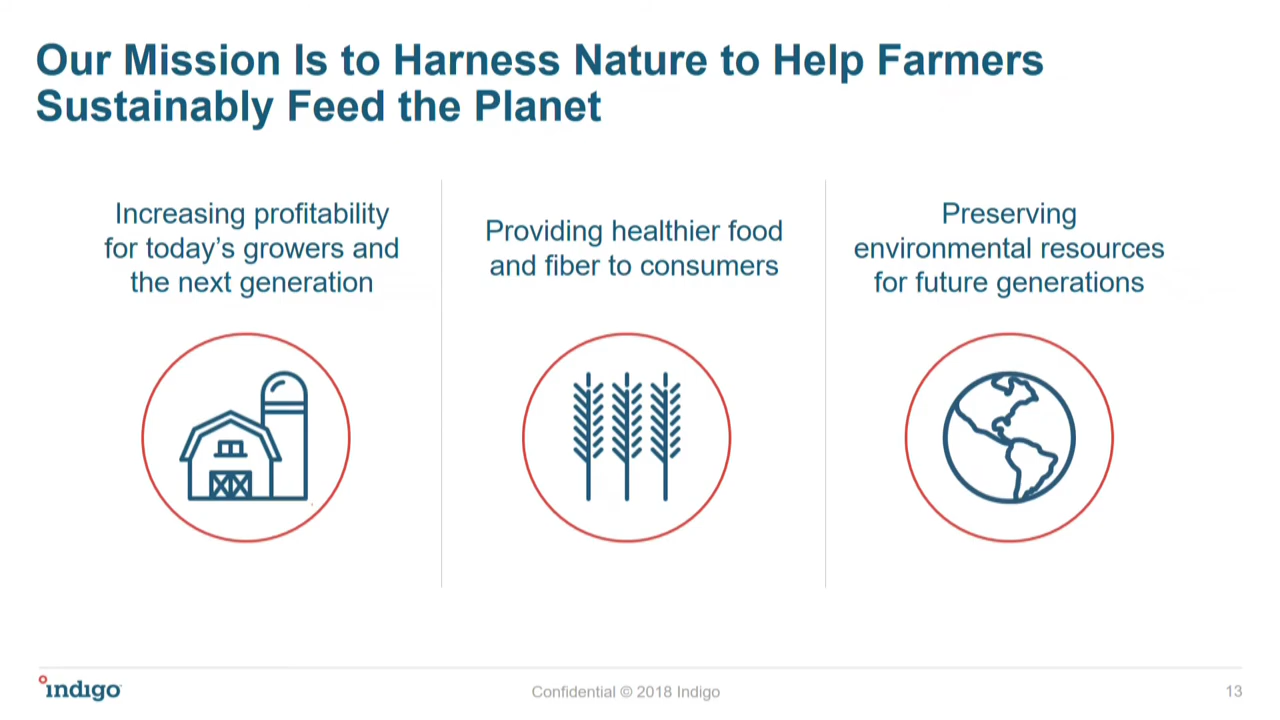 Our Mission Is to Harness Nature to Help Farmers
Sustainably Feed the Planet
Increasing profitability
for today’s growers and
the next generation
Providing healthier food
and fiber to consumers
Preserving
environmental resources
for future generations
indigo
Confidential © 2018 Indigo
13